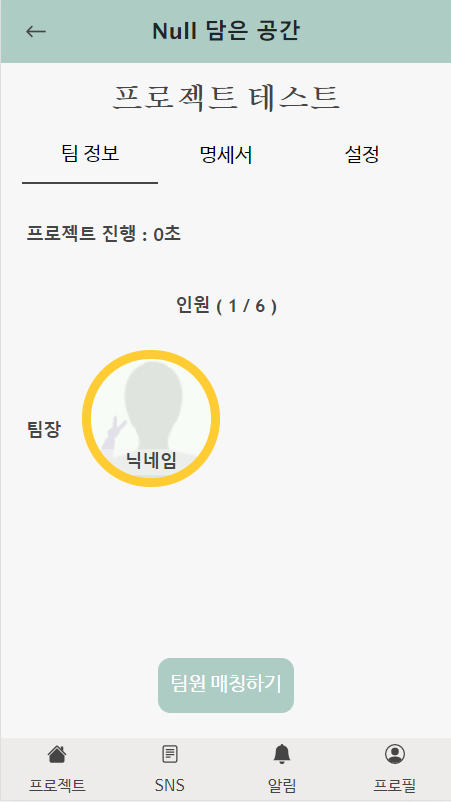 Null 담은 공간
프로젝트 테스트
팀 정보 명세서 설정
프로젝트 진행 : 0초
인원 ( 1 / 6 )
팀장
닉네임
팀원 매칭하기
프로젝트 SNS 알림 프로필